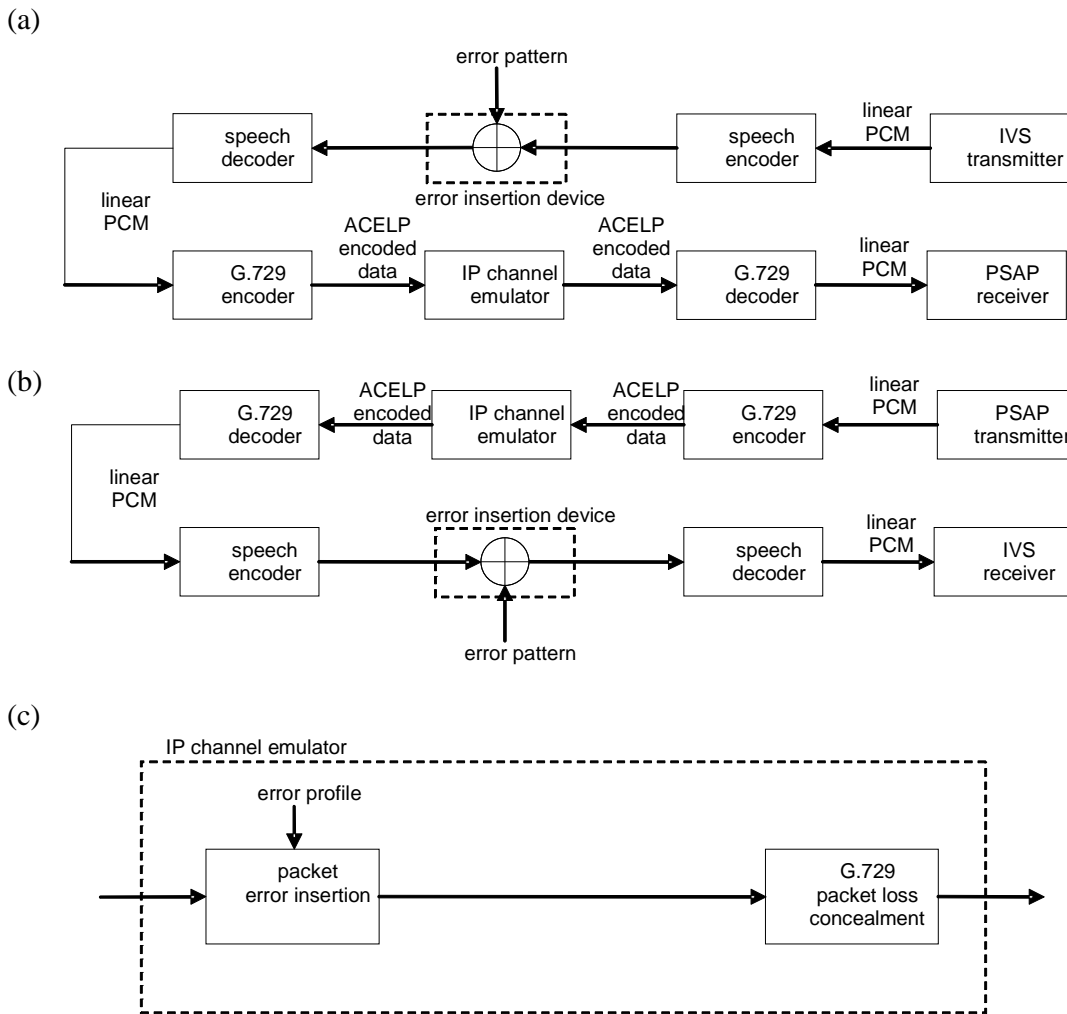 (a)
error pattern
speech
decoder
error insertion device
speech
encoder
linear
PCM
IVS
transmitter
linear
PCM
G.729
encoder
ACELP
encoded
data
IP channel
emulator
ACELP
encoded
data
G.729
decoder
linear
PCM
PSAP
receiver
(b)
G.729
decoder
ACELP
encoded
data
IP channel
emulator
ACELP
encoded
data
G.729
encoder
linear
PCM
PSAP
transmitter
linear
PCM
speech
encoder
error insertion device
error pattern
speech
decoder
linear
PCM
IVS
receiver
(c)
IP channel emulator
error profile
packet
error insertion
G.729
packet loss
concealment